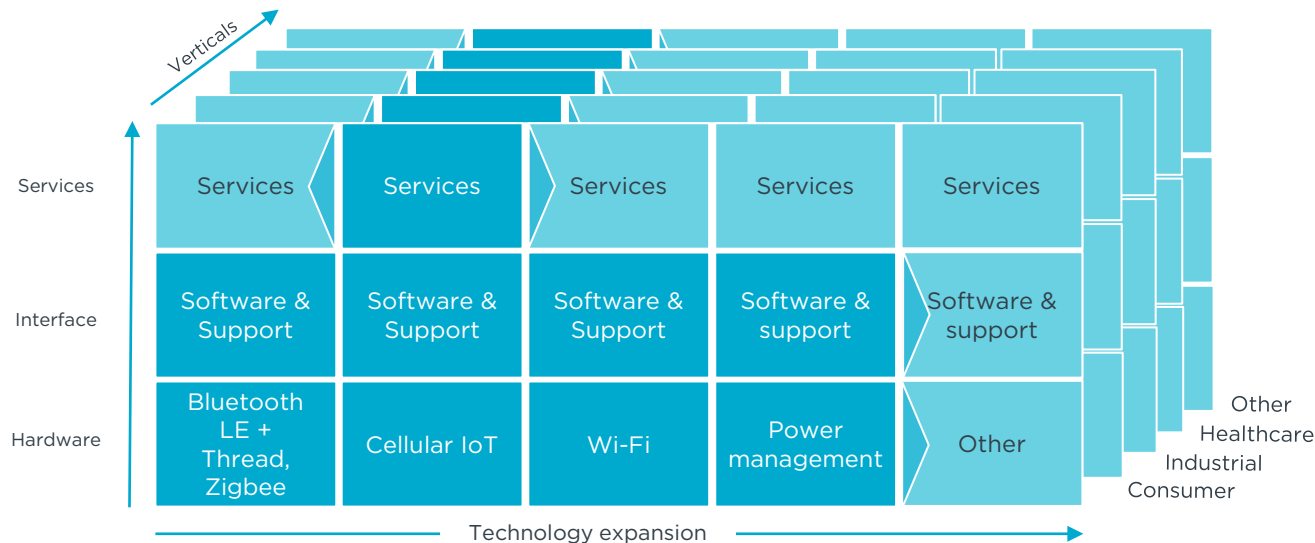 Verticals
Services
Services
Services
Services
Services
Services
Interface
Software &
Support
Software &
Support
Software &
Support
Software &
support
Software &
support
Hardware
Bluetooth
LE +
Thread,
Zigbee
Cellular IoT
Wi-Fi
Power
management
Other
Other
Healthcare
Industrial
Consumer
Technology expansion